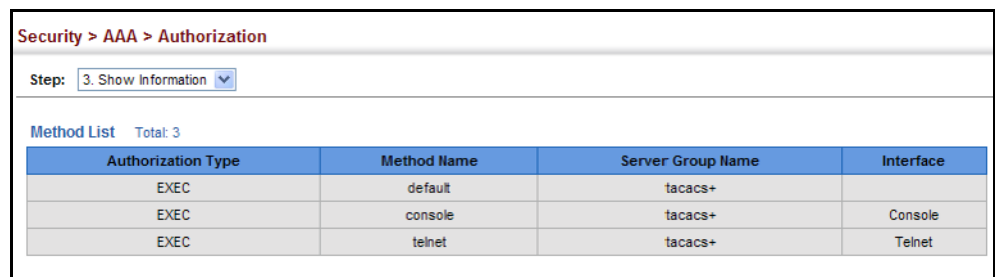 Security > AAA > Authorization
Step: 3. Show Information
Method List Total: 3
Authorization Type Method Name Server Group Name Interface
EXEC default tacacs+
EXEC console tacacs+ Console
EXEC telnet tacacs+ Telnet